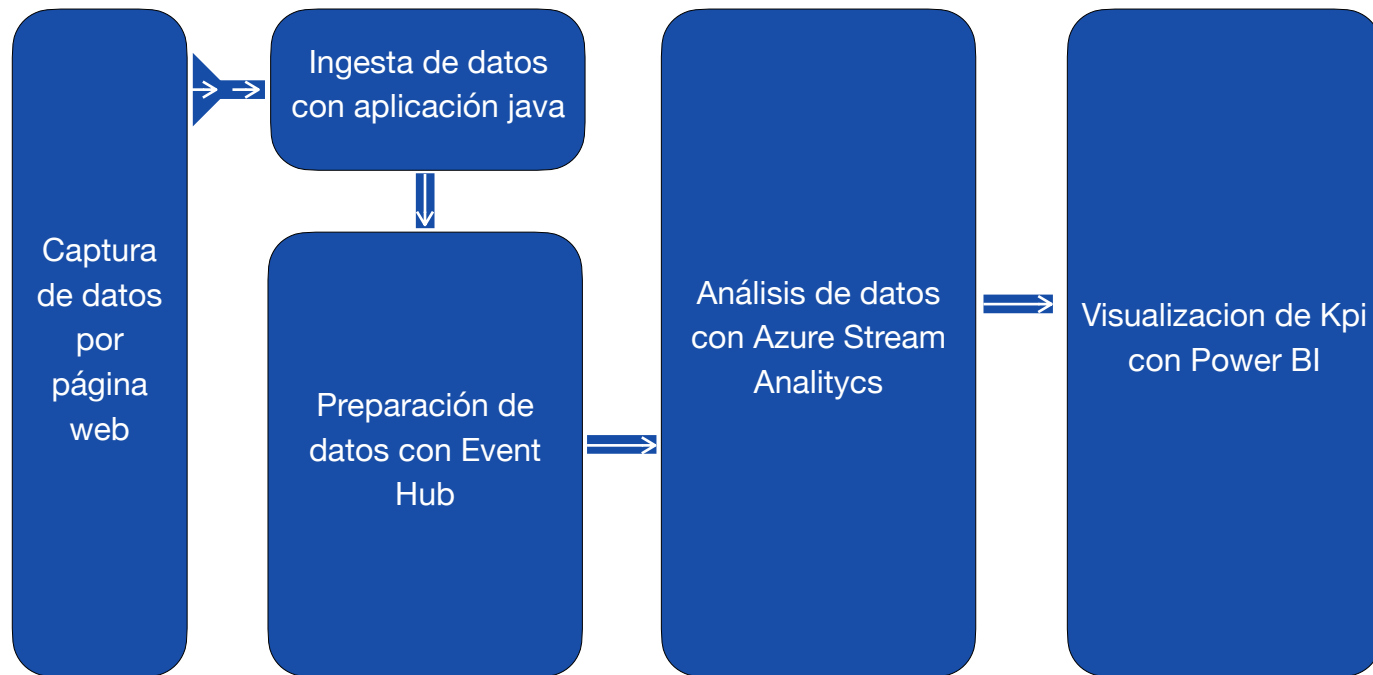 Captura
de datos
por
página
web
Ingesta de datos
con aplicación java
Preparación de
datos con Event
Hub
Análisis de datos
con Azure Stream
Analitycs
Visualizacion de Kpi
con Power BI